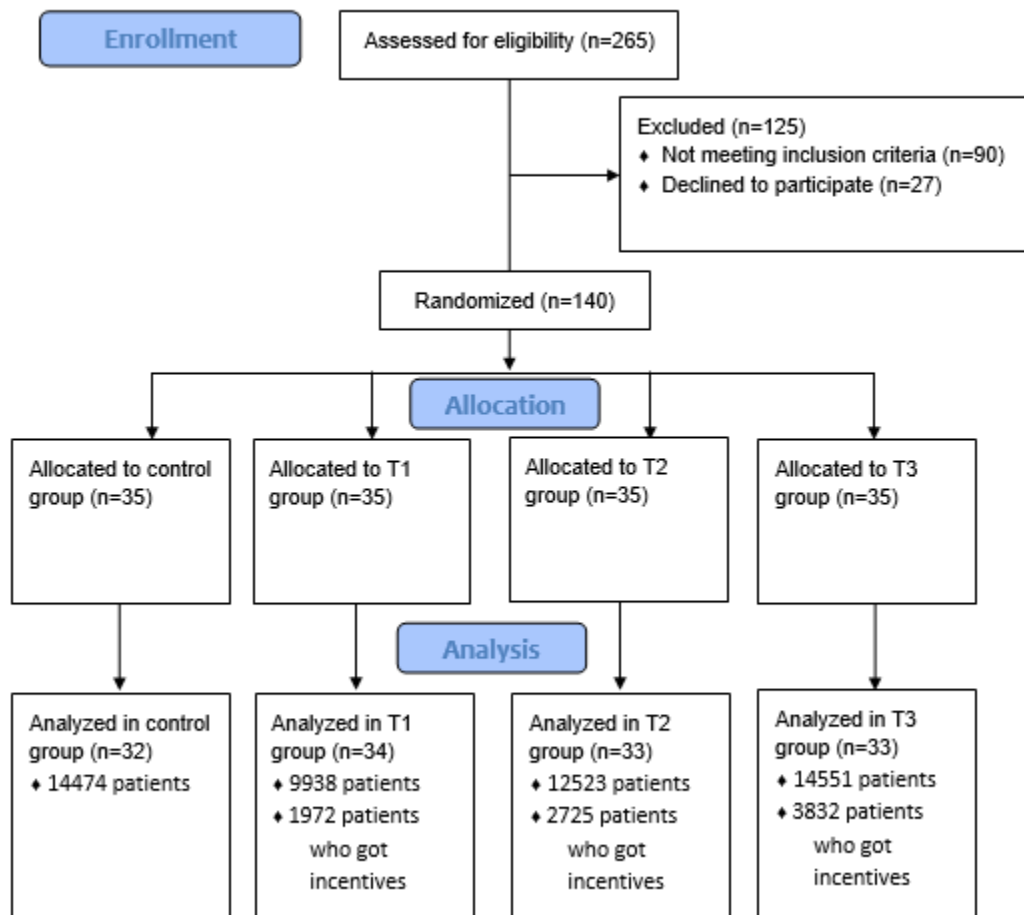 Enrollment
Assessed for eligibility (n=265)
Excluded (n=125)
♦ Not meeting inclusion criteria (n=90)
♦ Declined to participate (n=27)
Randomized (n=140)
Allocation
Allocated to control
group (n=35)
Allocated to T1
group (n=35)
Allocated to T2
group (n=35)
Allocated to T3
group (n=35)
Analysis
Analyzed in control
group (n=32)
♦ 14474 patients
Analyzed in T1
group (n=34)
♦ 9938 patients
♦ 1972 patients
who got
incentives
Analyzed in T2
group (n=33)
♦ 12523 patients
♦ 2725 patients
who got
incentives
Analyzed in T3
group (n=33)
♦ 14551 patients
♦ 3832 patients
who got
incentives